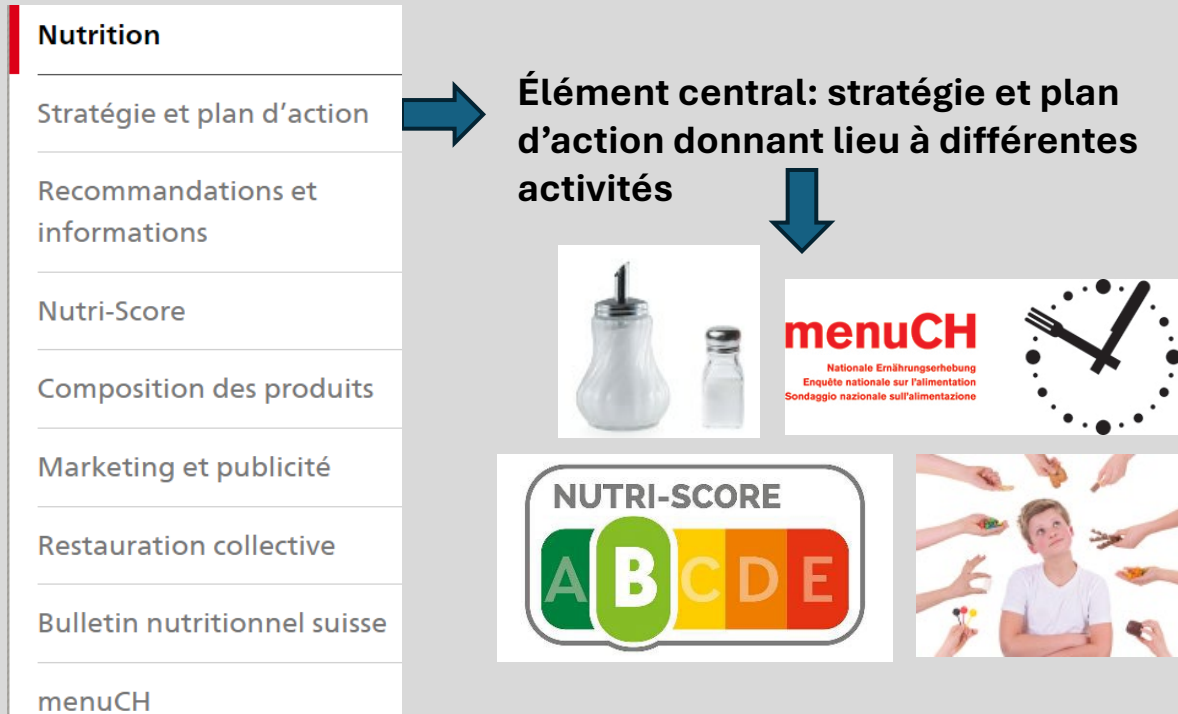 Nutrition
Stratégie et plan d’action
Recommandations et
informations
Nutri-Score
Composition des produits
Marketing et publicité
Restauration collective
Bulletin nutritionnel suisse
menuCH
Élément central: stratégie et plan
d’action donnant lieu à différentes
activités
menuCH
Nationale Ernährungserhebung
Enquête nationale sur l'alimentation
Sondaggio nazionale sull'alimentazione
NUTRI-SCORE
A B C D E